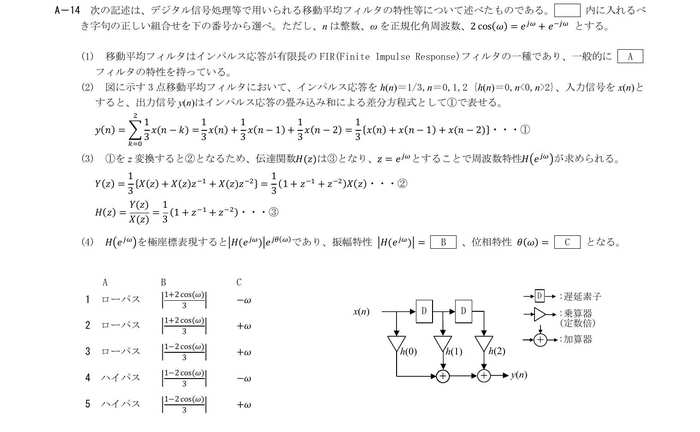 A－14　次の記述は、デジタル信号処理等で用いられる移動平均フィルタの特性等について述べたものである。□内に入れるべ
き字句の正しい組合せを下の番号から選べ。ただし、nは整数、ωを正規化角周波数、2 cos(ω) = e^{jω} + e^{−jω} とする。
(1)　移動平均フィルタはインパルス応答が有限長の FIR(Finite Impulse Response)フィルタの一種であり、一般的に A
フィルタの特性を持っている。
(2)　図に示す３点移動平均フィルタにおいて、インパルス応答を h(n)=1/3, n=0, 1, 2〔h(n)=0, n<0, n>2〕、入力信号を x(n)と
すると、出力信号 y(n)はインパルス応答の畳み込み和による差分方程式として①で表せる。
y(n) = ∑_{k=0}^{2} 1/3 x(n − k) = 1/3 x(n) + 1/3 x(n − 1) + 1/3 x(n − 2) = 1/3 {x(n) + x(n − 1) + x(n − 2)}・・・①
(3)　①を z 変換すると②となるため、伝達関数H(z)は③となり、z = e^{jω}とすることで周波数特性H(e^{jω})が求められる。
Y(z) = 1/3 {X(z) + X(z)z^{−1} + X(z)z^{−2}} = 1/3 (1 + z^{−1} + z^{−2})X(z)・・・②
H(z) = Y(z)/X(z) = 1/3 (1 + z^{−1} + z^{−2})・・・③
(4)　H(e^{jω})を極座標表現すると|H(e^{jω})|e^{jθ(ω)}であり、振幅特性 |H(e^{jω})| = B 、位相特性 θ(ω) = C となる。
A　B　C
1　ローパス　|(1+2 cos(ω))/3|　−ω
2　ローパス　|(1+2 cos(ω))/3|　+ω
3　ローパス　|(1−2 cos(ω))/3|　+ω
4　ハイパス　|(1−2 cos(ω))/3|　−ω
5　ハイパス　|(1−2 cos(ω))/3|　+ω
x(n)　D　D
h(0)　h(1)　h(2)
+　+　y(n)
D：遅延素子
：乗算器
(定数倍)
+：加算器